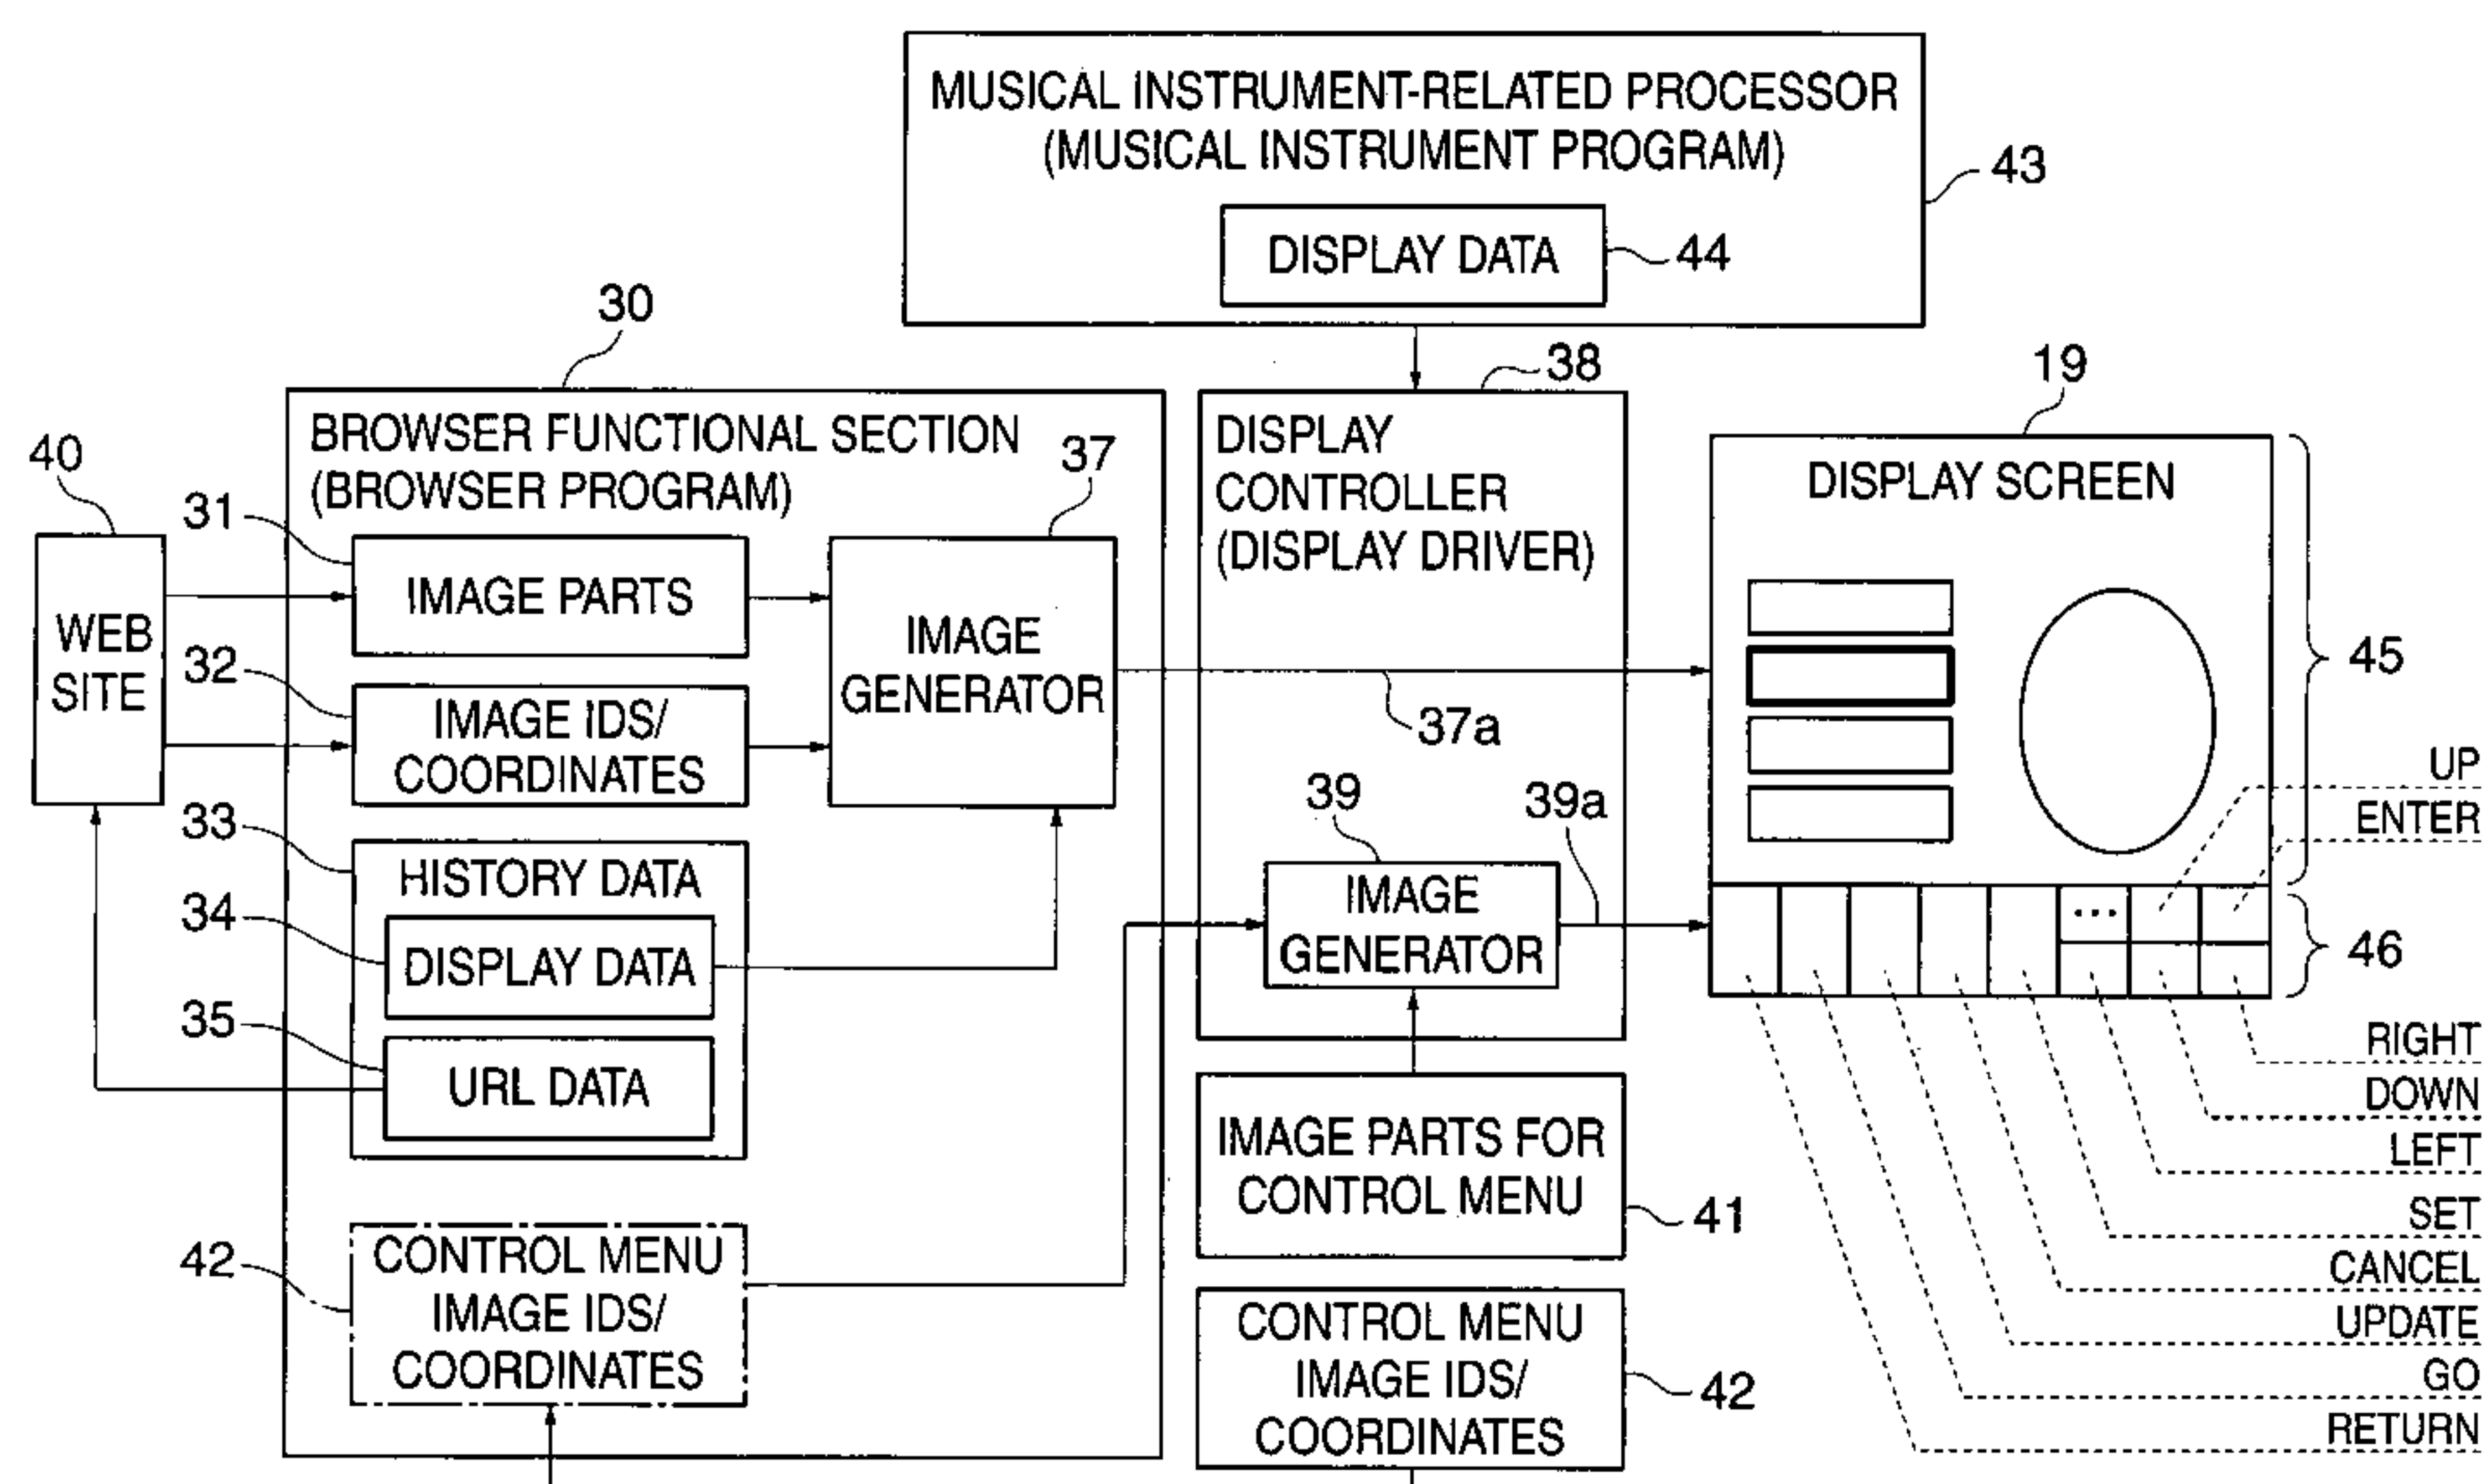 MUSICAL INSTRUMENT-RELATED PROCESSOR
(MUSICAL INSTRUMENT PROGRAM)
43
DISPLAY DATA
44
30
38
19
BROWSER FUNCTIONAL SECTION
(BROWSER PROGRAM)
37
DISPLAY
CONTROLLER
(DISPLAY DRIVER)
DISPLAY SCREEN
40
31
IMAGE PARTS
WEB
SITE
32
IMAGE IDS/
COORDINATES
IMAGE
GENERATOR
37a
45
UP
ENTER
33
HISTORY DATA
34
DISPLAY DATA
35
URL DATA
39
39a
IMAGE
GENERATOR
...
46
RIGHT
DOWN
LEFT
SET
CANCEL
UPDATE
GO
RETURN
IMAGE PARTS FOR
CONTROL MENU
41
42
CONTROL MENU
IMAGE IDS/
COORDINATES
CONTROL MENU
IMAGE IDS/
COORDINATES
42